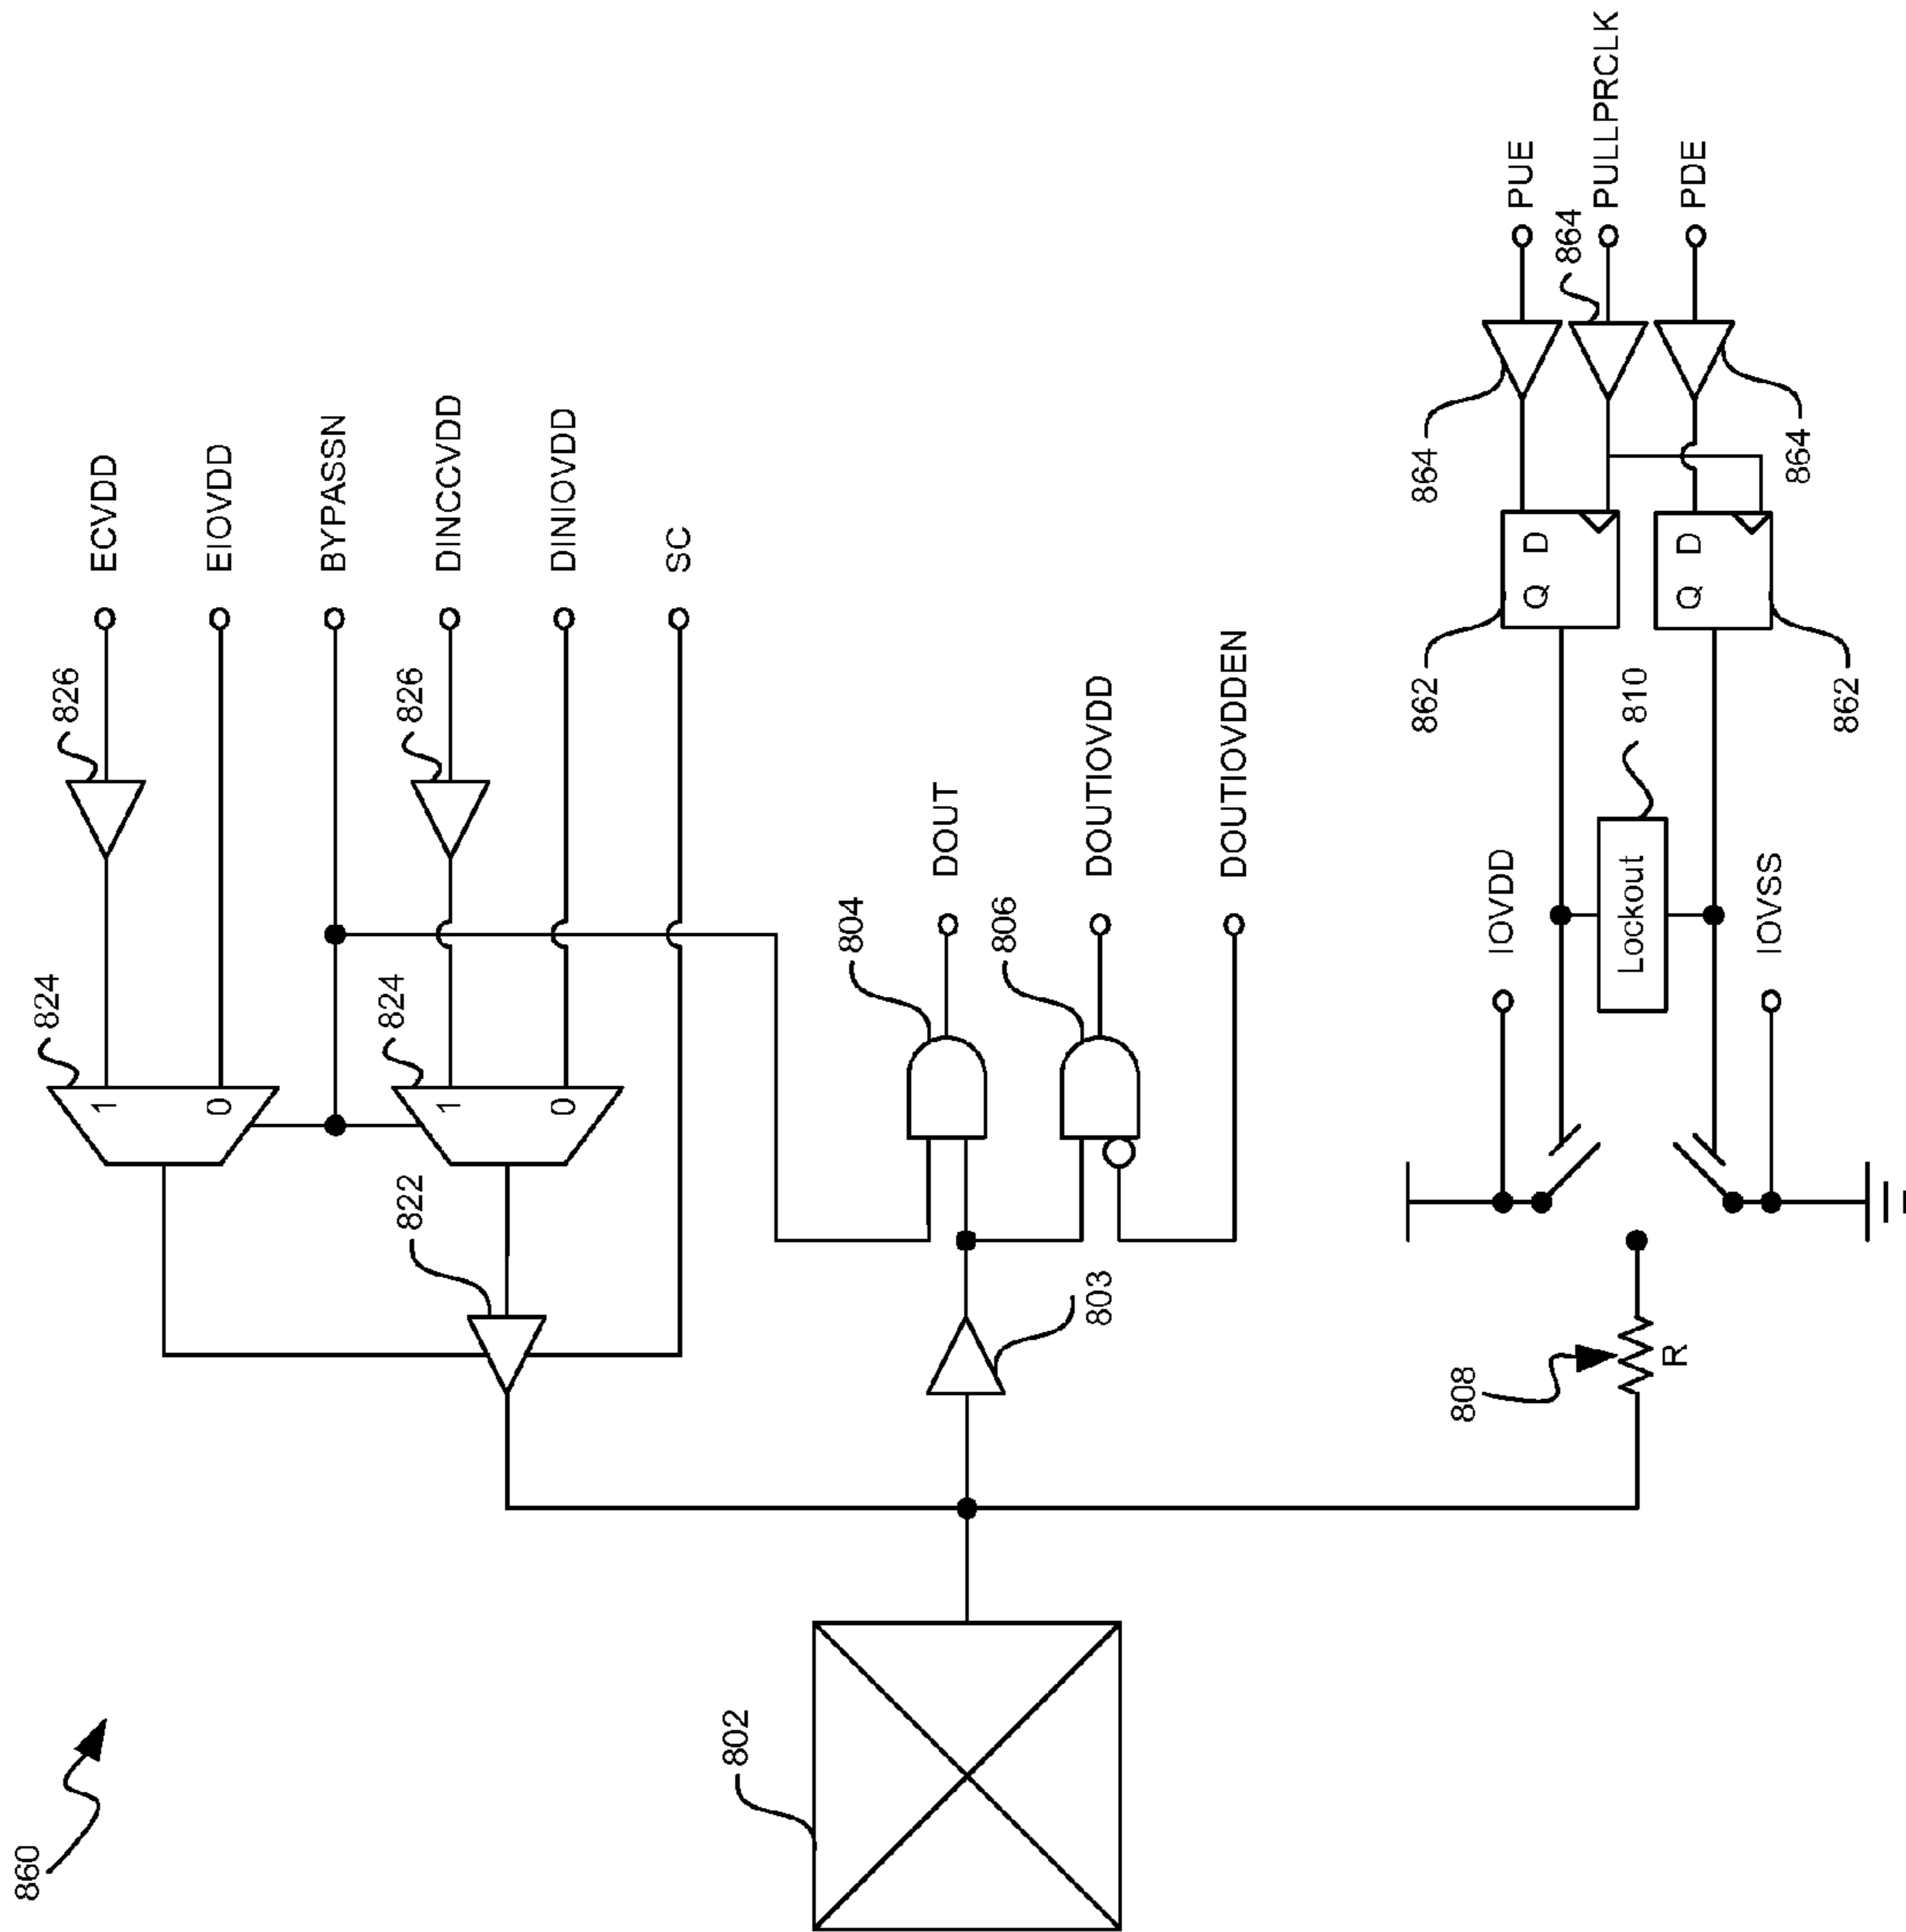 860
802
826
ECVDD
824
1
0
EIOVDD
BYPASSN
826
DINCCVDD
824
1
0
DINIOVDD
822
SC
804
DOUT
806
DOUTIOVDD
DOUTIOVDDEN
803
808
R
IOVDD
Lockout
810
IOVSS
862
Q D
Q D
862
864
PUE
864
PULLPRCLK
PDE
864